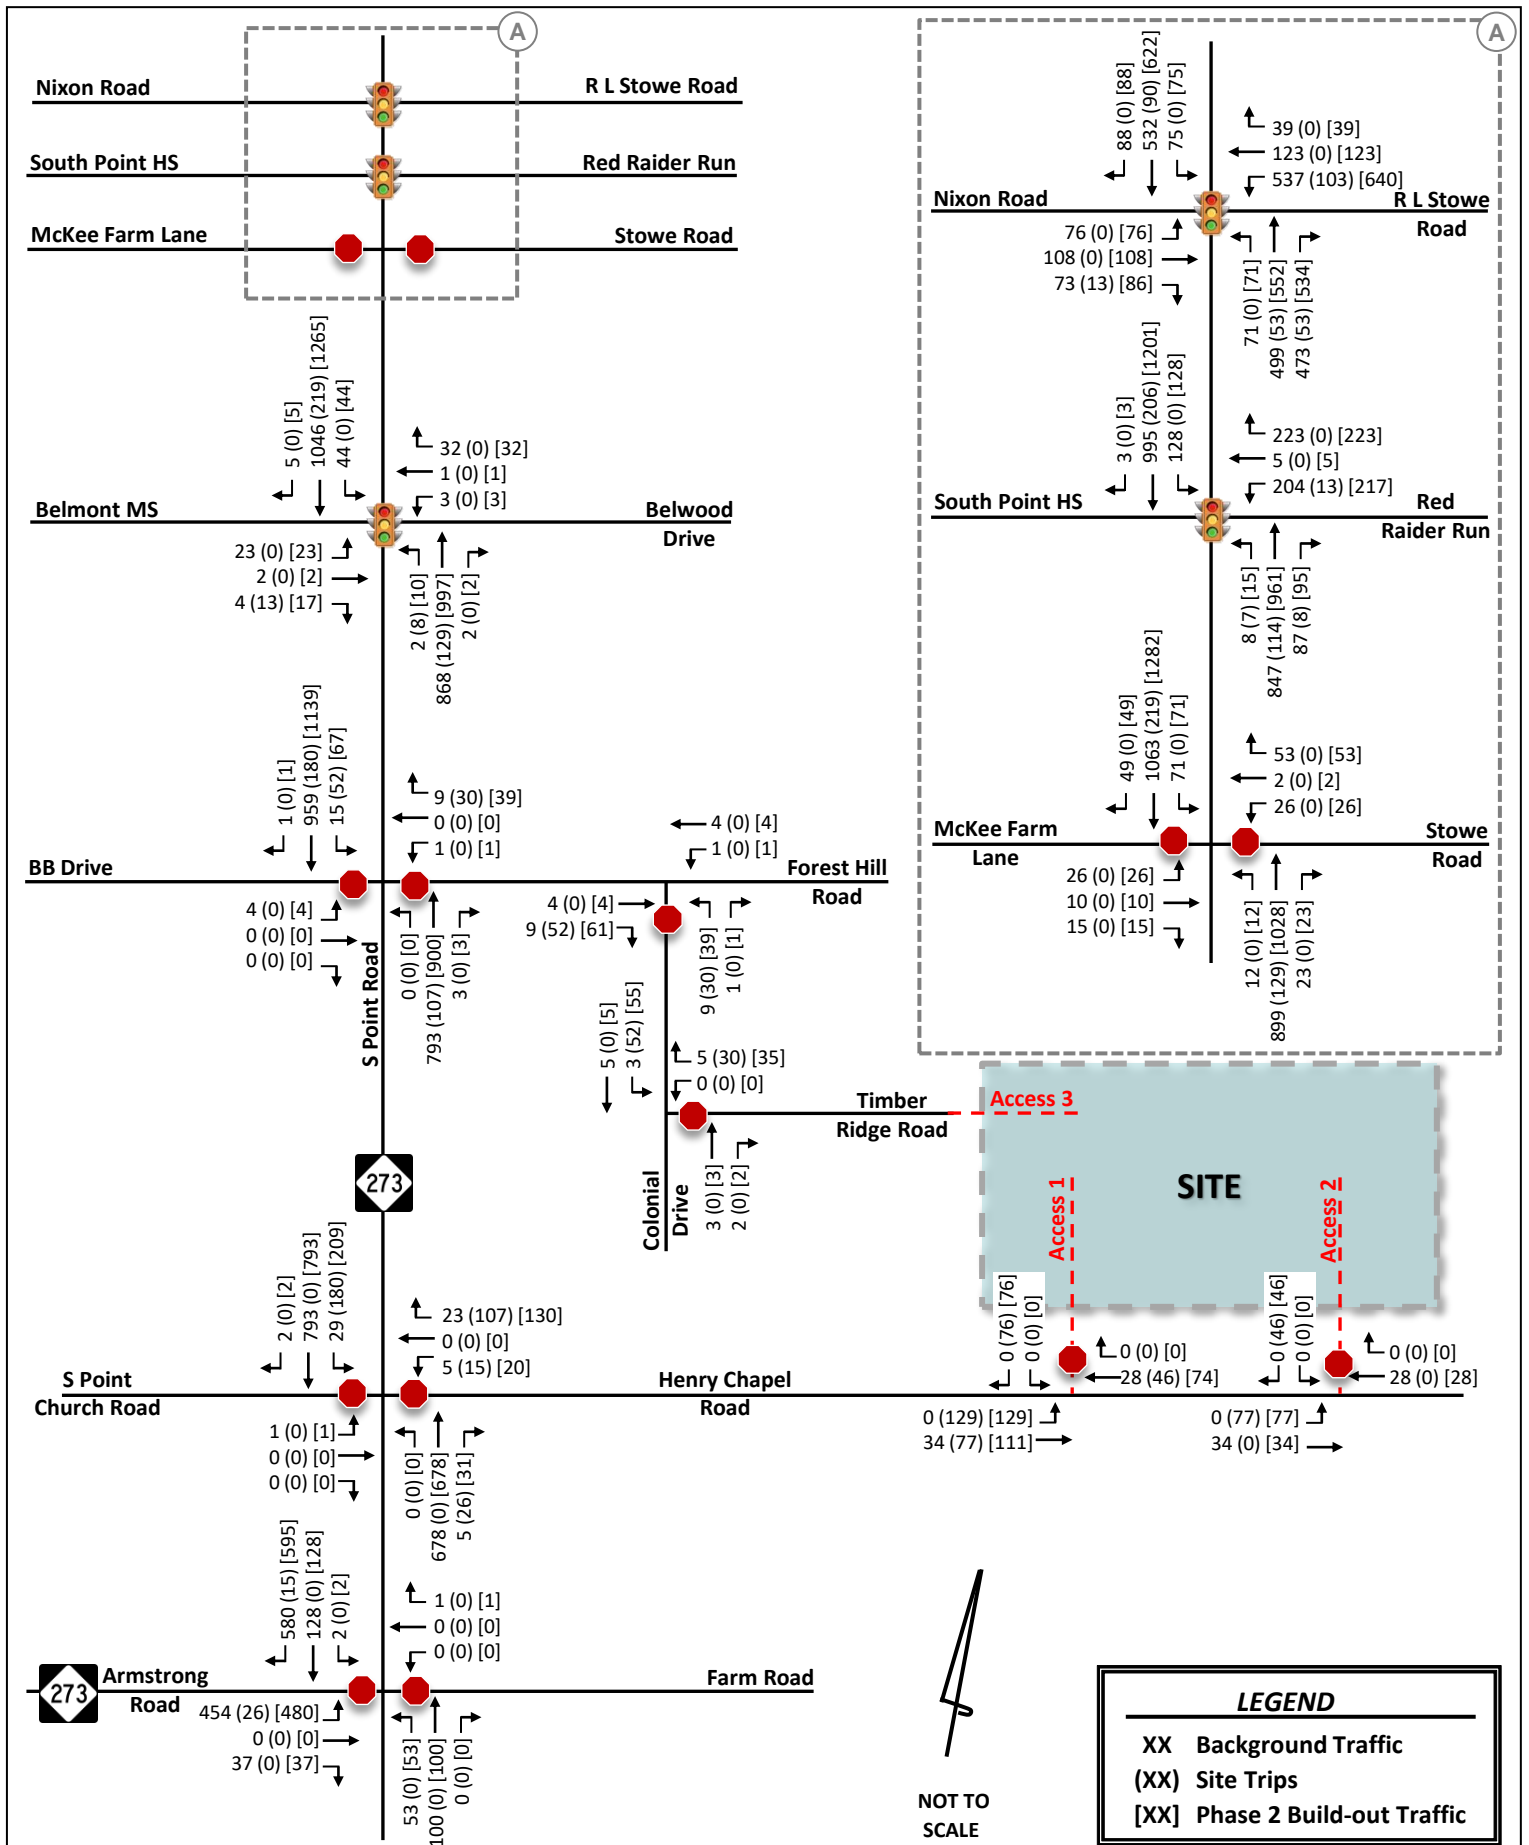 A
Nixon Road
R L Stowe Road
South Point HS
Red Raider Run
McKee Farm Lane
Stowe Road
5 (0) [5]
1046 (219) [1265]
44 (0) [44]
32 (0) [32]
1 (0) [1]
3 (0) [3]
Belmont MS
Belwood
Drive
23 (0) [23]
2 (0) [2]
4 (13) [17]
2 (8) [10]
868 (129) [997]
2 (0) [2]
1 (0) [1]
959 (180) [1139]
15 (52) [67]
9 (30) [39]
0 (0) [0]
1 (0) [1]
BB Drive
Forest Hill
Road
4 (0) [4]
0 (0) [0]
0 (0) [0]
0 (0) [0]
793 (107) [900]
3 (0) [3]
S Point Road
4 (0) [4]
1 (0) [1]
4 (0) [4]
9 (52) [61]
9 (30) [39]
1 (0) [1]
5 (0) [5]
3 (52) [55]
5 (30) [35]
0 (0) [0]
Timber
Ridge Road
3 (0) [3]
2 (0) [2]
Colonial
Drive
273
2 (0) [2]
793 (0) [793]
29 (180) [209]
23 (107) [130]
0 (0) [0]
5 (15) [20]
S Point
Church Road
Henry Chapel
Road
1 (0) [1]
0 (0) [0]
0 (0) [0]
0 (0) [0]
678 (0) [678]
5 (26) [31]
580 (15) [595]
128 (0) [128]
2 (0) [2]
1 (0) [1]
0 (0) [0]
0 (0) [0]
273
Armstrong
Road
Farm Road
454 (26) [480]
0 (0) [0]
37 (0) [37]
53 (0) [53]
100 (0) [100]
0 (0) [0]
A
88 (0) [88]
532 (90) [622]
75 (0) [75]
39 (0) [39]
123 (0) [123]
537 (103) [640]
Nixon Road
R L Stowe
Road
76 (0) [76]
108 (0) [108]
73 (13) [86]
71 (0) [71]
499 (53) [552]
473 (53) [534]
3 (0) [3]
995 (206) [1201]
128 (0) [128]
223 (0) [223]
5 (0) [5]
204 (13) [217]
South Point HS
Red
Raider Run
8 (7) [15]
847 (114) [961]
87 (8) [95]
49 (0) [49]
1063 (219) [1282]
71 (0) [71]
53 (0) [53]
2 (0) [2]
26 (0) [26]
McKee Farm
Lane
Stowe
Road
26 (0) [26]
10 (0) [10]
15 (0) [15]
12 (0) [12]
899 (129) [1028]
23 (0) [23]
Access 3
SITE
Access 1
Access 2
0 (76) [76]
0 (0) [0]
0 (0) [0]
28 (46) [74]
0 (129) [129]
34 (77) [111]
0 (46) [46]
0 (0) [0]
0 (0) [0]
28 (0) [28]
0 (77) [77]
34 (0) [34]
NOT TO
SCALE
LEGEND
XX Background Traffic
(XX) Site Trips
[XX] Phase 2 Build-out Traffic